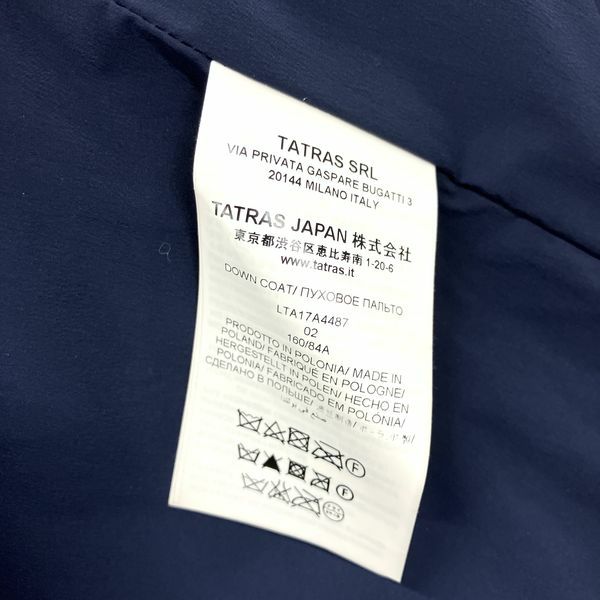 TATRAS SRL
VIA PRIVATA GASPARE BUGATTI 3
20144 MILANO ITALY
TATRAS JAPAN 株式会社
東京都渋谷区恵比寿南1-20-6
www.tatras.it
DOWN COAT/ ПУХОВОЕ ПАЛЬТО
LTA17A4487
02
160/84A
PRODOTTO IN POLONIA/ MADE IN
POLAND/ FABRIQUÉ EN POLOGNE/
HERGESTELLT IN POLEN/ HECHO EN
POLONIA/ FABRICADO EM POLÔNIA/
СДЕЛАНО В ПОЛЬШЕ/
F
F